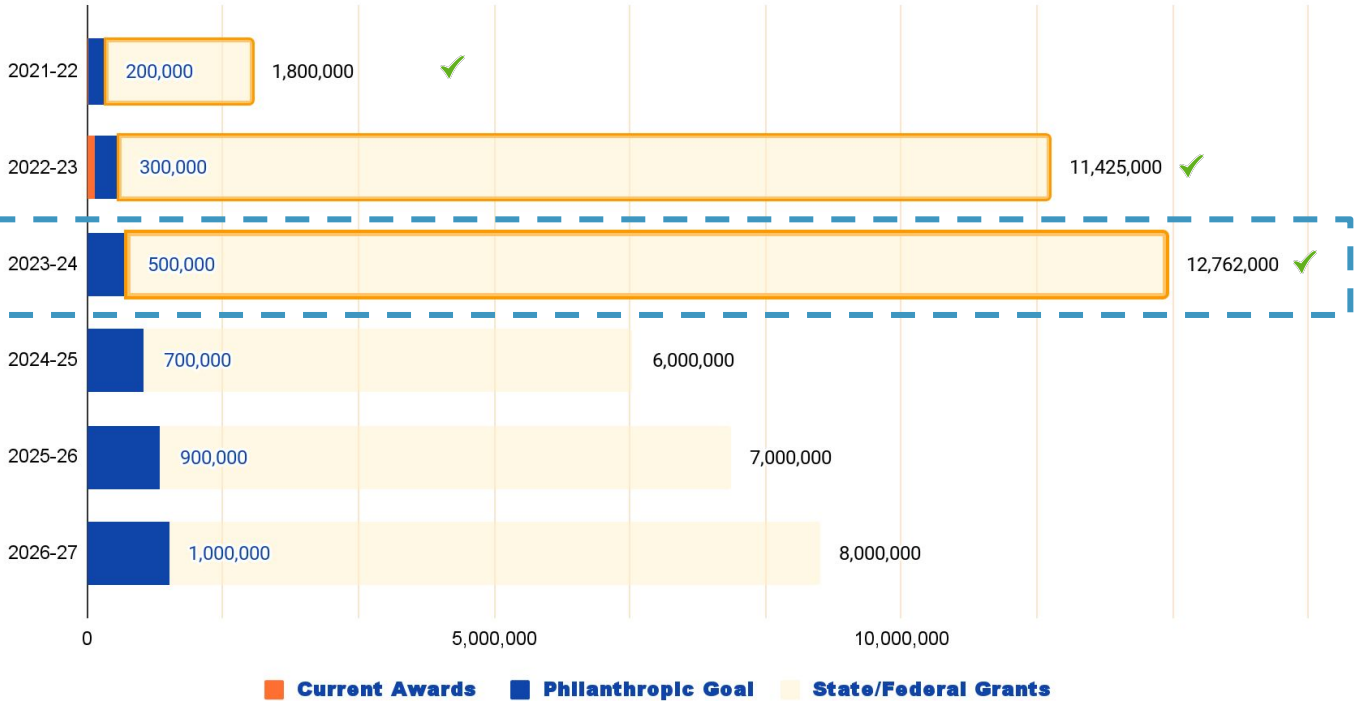 2021-22 200,000 1,800,000
2022-23 300,000 11,425,000
2023-24 500,000 12,762,000
2024-25 700,000 6,000,000
2025-26 900,000 7,000,000
2026-27 1,000,000 8,000,000
0 5,000,000 10,000,000
Current Awards Philanthropic Goal State/Federal Grants